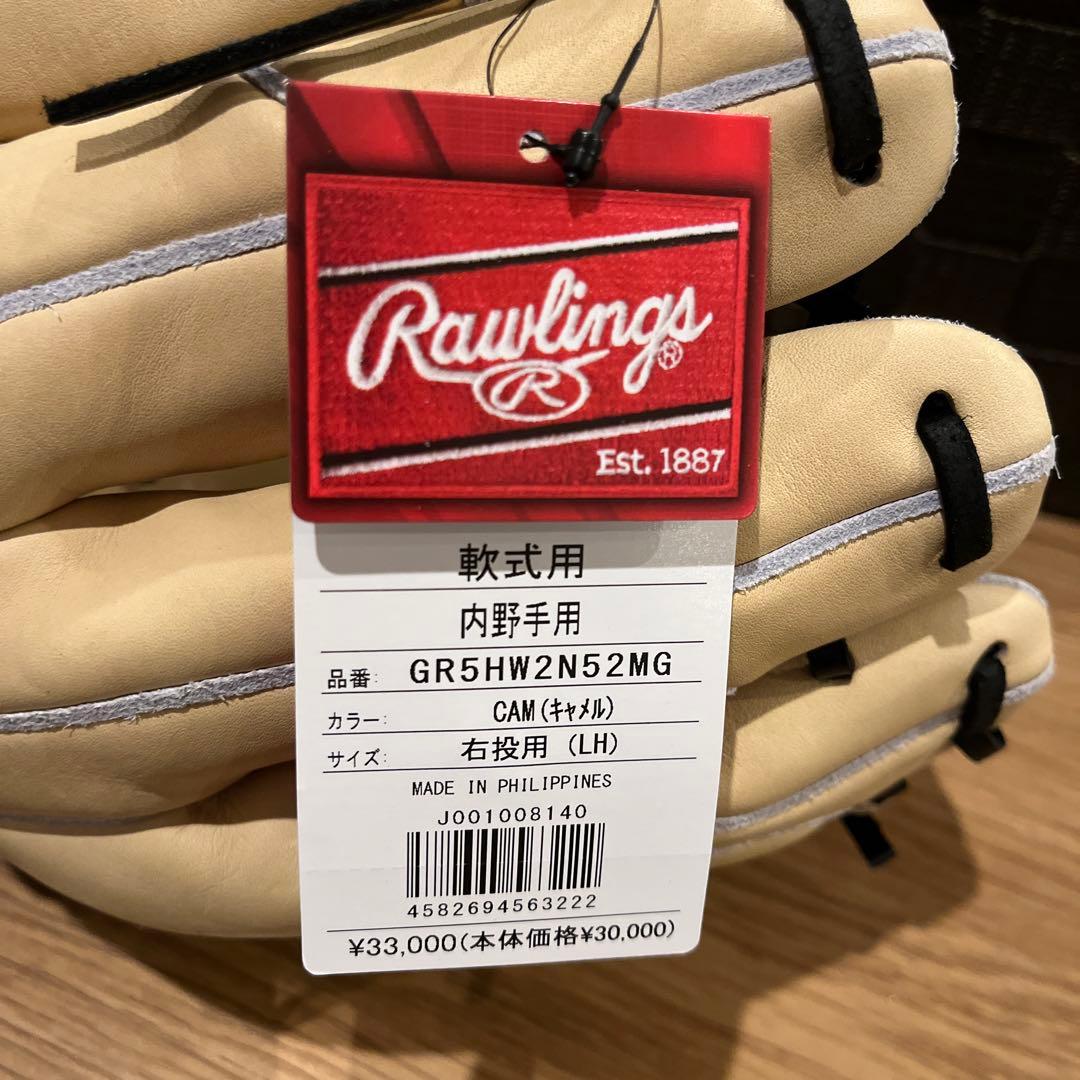 Rawlings®
R
Est. 1887
軟式用
内野手用
品番: GR5HW2N52MG
カラー: CAM(ｷｬﾒﾙ)
サイズ: 右投用 (LH)
MADE IN PHILIPPINES
J001008140
4582694563222
¥33,000(本体価格¥30,000)